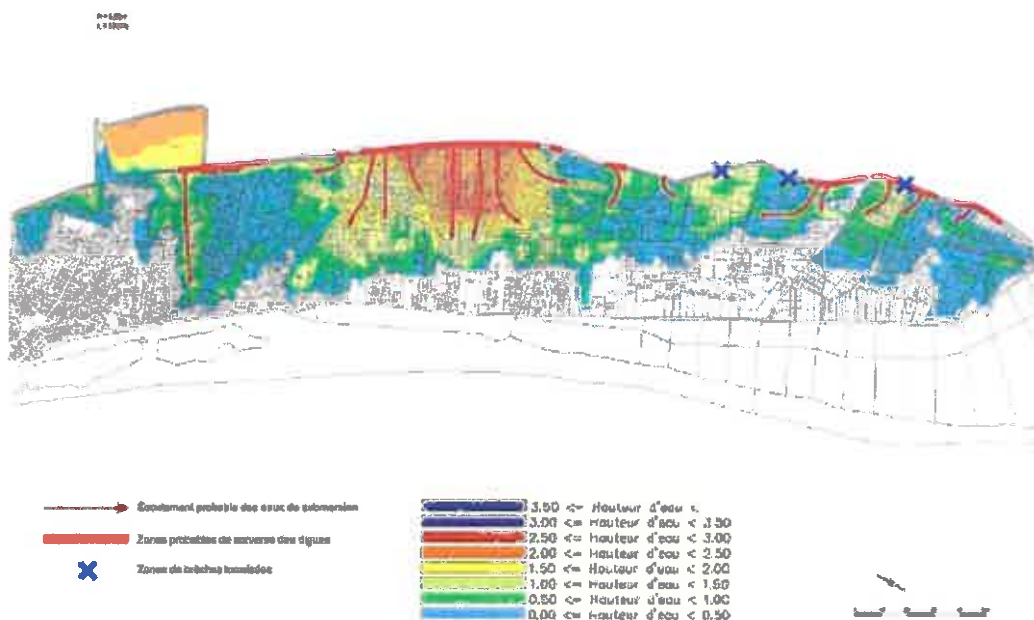 Ecoulement probable des eaux de submersion
Zones probables de surverse des digues
Zones de brèches localisées
3.50 <= Hauteur d'eau <
3.00 <= Hauteur d'eau < 3.50
2.50 <= Hauteur d'eau < 3.00
2.00 <= Hauteur d'eau < 2.50
1.50 <= Hauteur d'eau < 2.00
1.00 <= Hauteur d'eau < 1.50
0.50 <= Hauteur d'eau < 1.00
0.00 <= Hauteur d'eau < 0.50